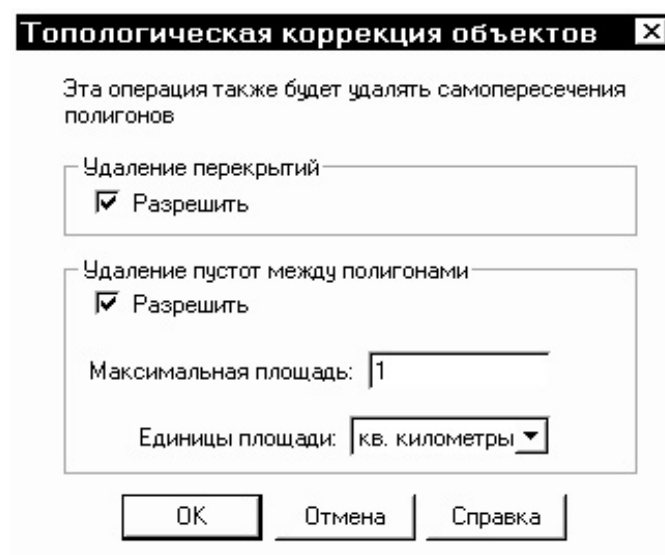 Топологическая коррекция объектов
Эта операция также будет удалять самопересечения
полигонов
Удаление перекрытий
Разрешить
Удаление пустот между полигонами
Разрешить
Максимальная площадь: 1
Единицы площади: кв. километры
OK Отмена Справка